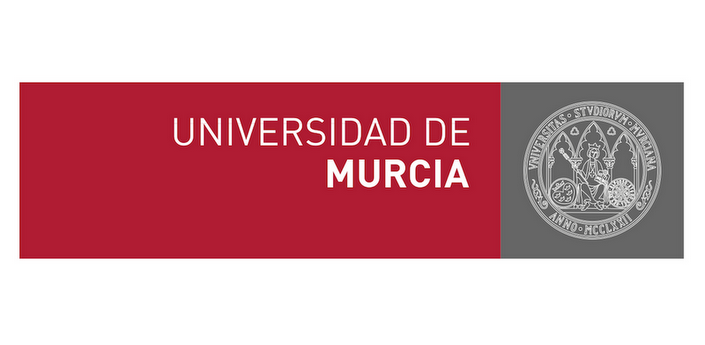 UNIVERSIDAD DE
MURCIA
VNIVERSITAS · STVDIORVM · MVRCIANA
ANNO · MCCLXXII